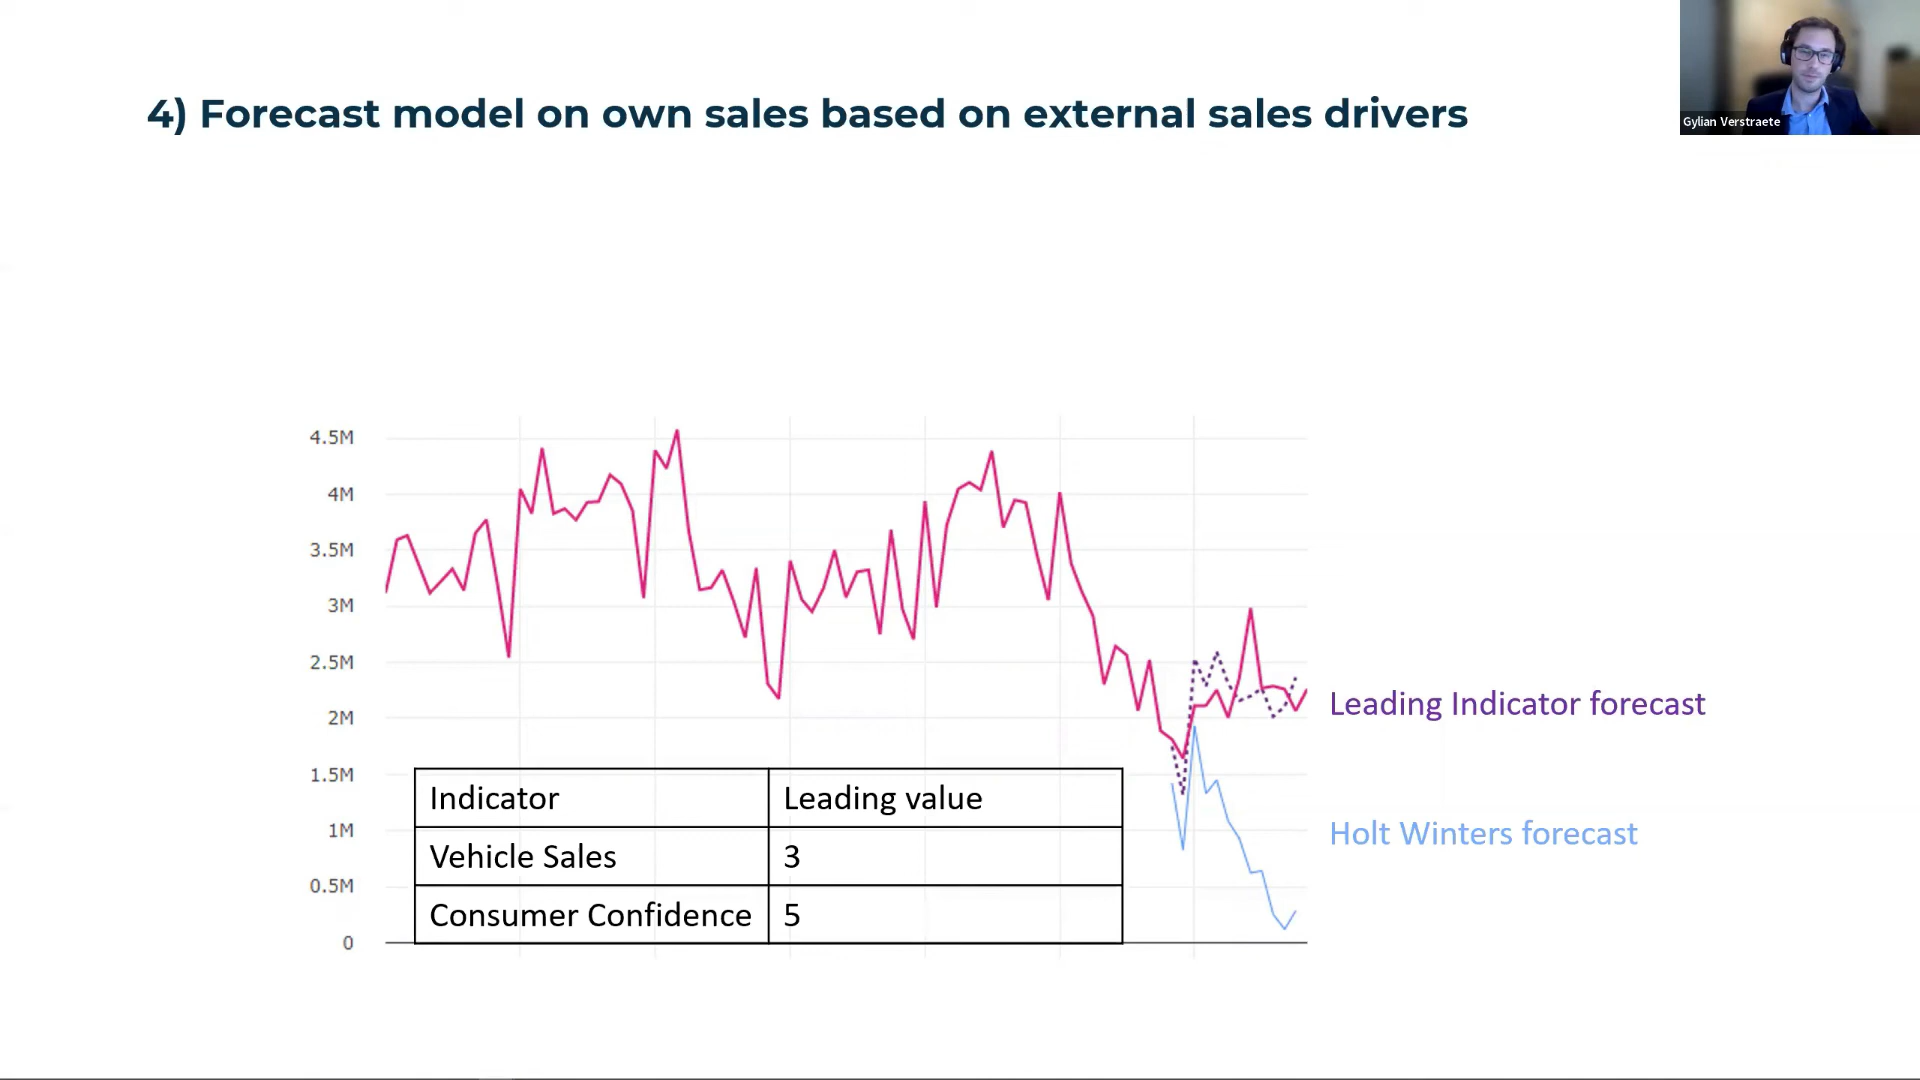 4) Forecast model on own sales based on external sales drivers
Gylian Verstraete
4.5M
4M
3.5M
3M
2.5M
2M
1.5M
1M
0.5M
0
Leading Indicator forecast
Holt Winters forecast
Indicator Leading value
Vehicle Sales 3
Consumer Confidence 5